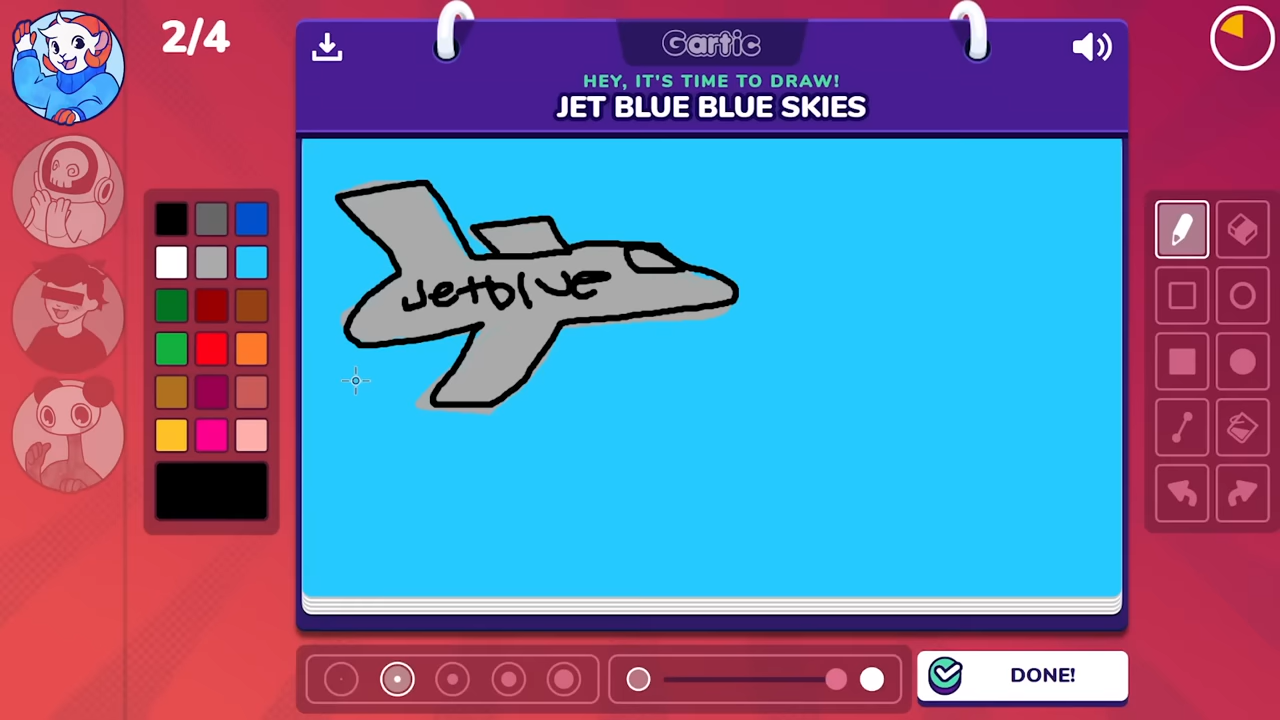 2/4
Gartic
HEY, IT'S TIME TO DRAW!
JET BLUE BLUE SKIES
Jetblue
DONE!